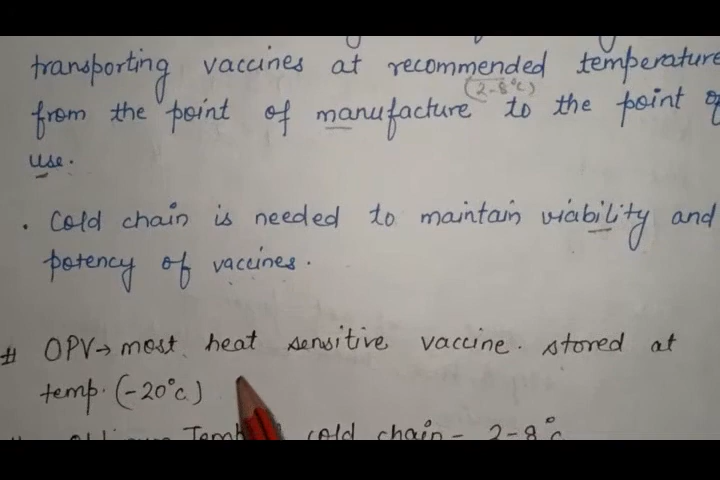 transporting vaccines at recommended temperature
(2-8°c)
from the point of manufacture to the point of
use.
. Cold chain is needed to maintain viability and
potency of vaccines.
# OPV→ most heat sensitive vaccine. stored at
temp. (-20°c)
Temp cold chain - 2-8°c